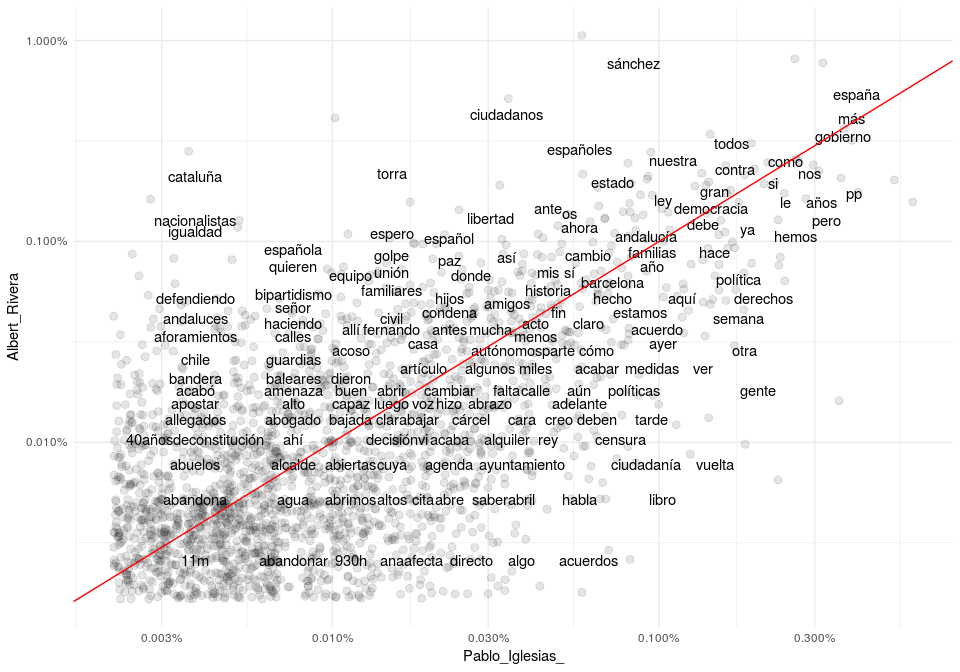 1.000%
sánchez
españa
ciudadanos
más
gobierno
todos
españoles
nuestra
como
cataluña
torra
contra
nos
estado
si
gran
pp
ley
le
años
ante
os
democracia
nacionalistas
libertad
pero
igualdad
ahora
debe
ya
espero
español
andalucía
hemos
0.100%
española
golpe
así
cambio
familias
hace
quieren
paz
año
equipo
unión
donde
mis
sí
política
familiares
historia
barcelona
defendiendo
bipartidismo
hijos
amigos
hecho
aquí
derechos
señor
condena
fin
estamos
andaluces
haciendo
civil
acto
claro
semana
aforamientos
calles
allí
fernando
antes
mucha
menos
acuerdo
casa
ayer
acoso
autónomos
parte
cómo
otra
chile
guardias
artículo
algunos
miles
acabar
medidas
ver
bandera
baleares
dieron
acabó
amenaza
buen
abrir
cambiar
falta
calle
aún
políticas
gente
apostar
alto
capaz
luego
voz
hizo
abrazo
adelante
allegados
abogado
bajada
clara
bajar
cárcel
cara
creo
deben
tarde
0.010%
40añosdeconstitución
ahí
decisión
vi
acaba
alquiler
rey
censura
abuelos
alcalde
abiertas
cuya
agenda
ayuntamiento
ciudadanía
vuelta
abandona
agua
abrimos
altos
cita
abre
saber
abril
habla
libro
11m
abandonar
930h
ana
afecta
directo
algo
acuerdos
Albert_Rivera
0.003%
0.010%
0.030%
0.100%
0.300%
Pablo_Iglesias_